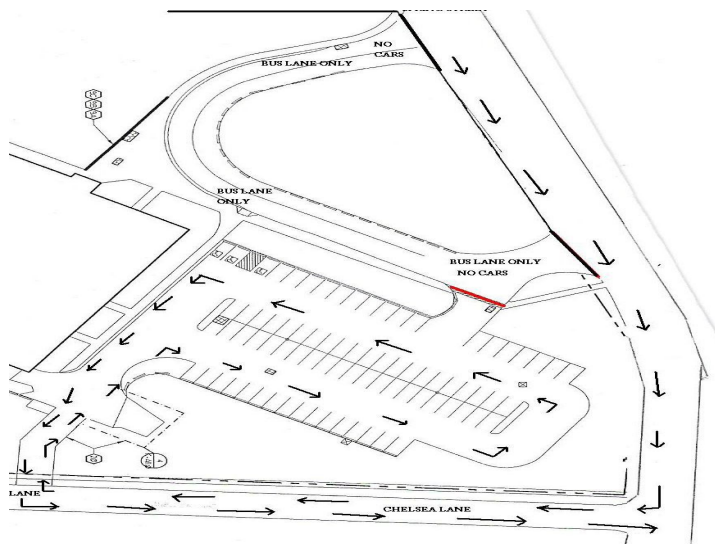 NO
CARS
BUS LANE ONLY
BUS LANE
ONLY
BUS LANE ONLY
NO CARS
LANE
CHELSEA LANE